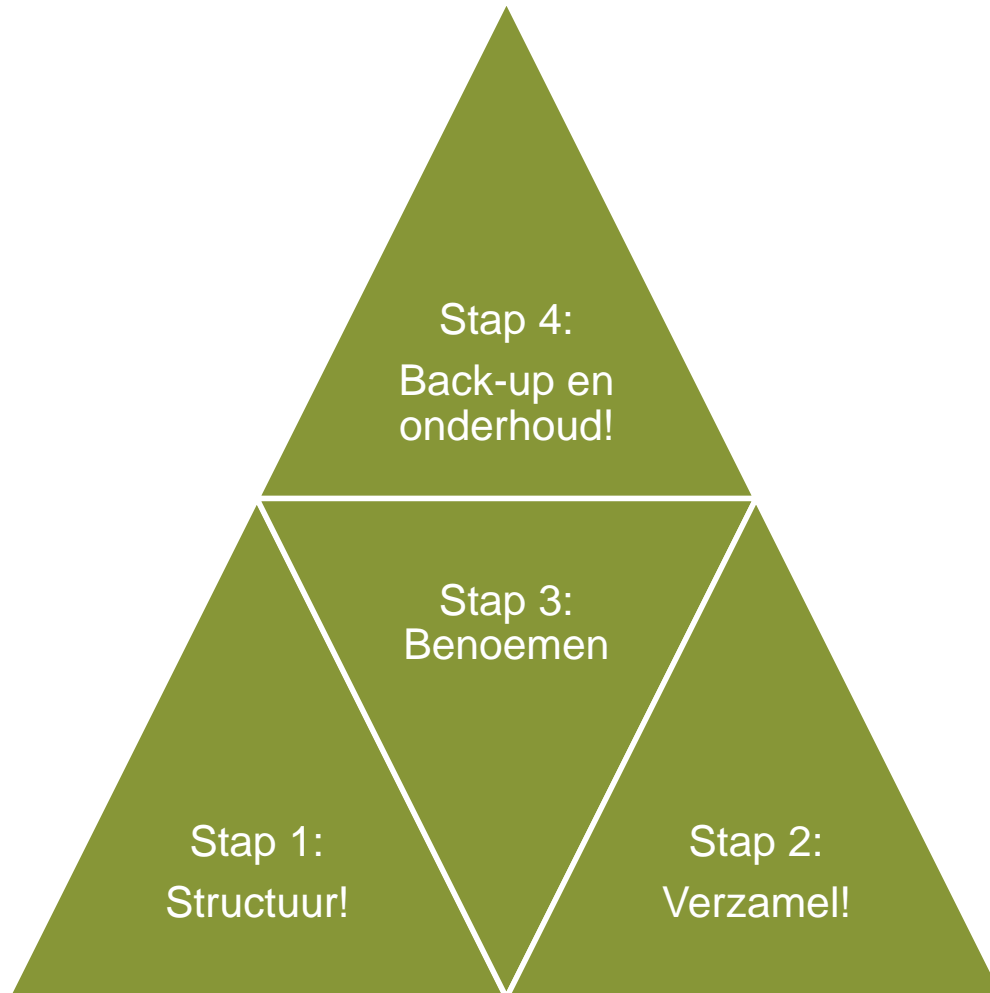 Stap 4:
Back-up en
onderhoud!
Stap 3:
Benoemen
Stap 1:
Structuur!
Stap 2:
Verzamel!